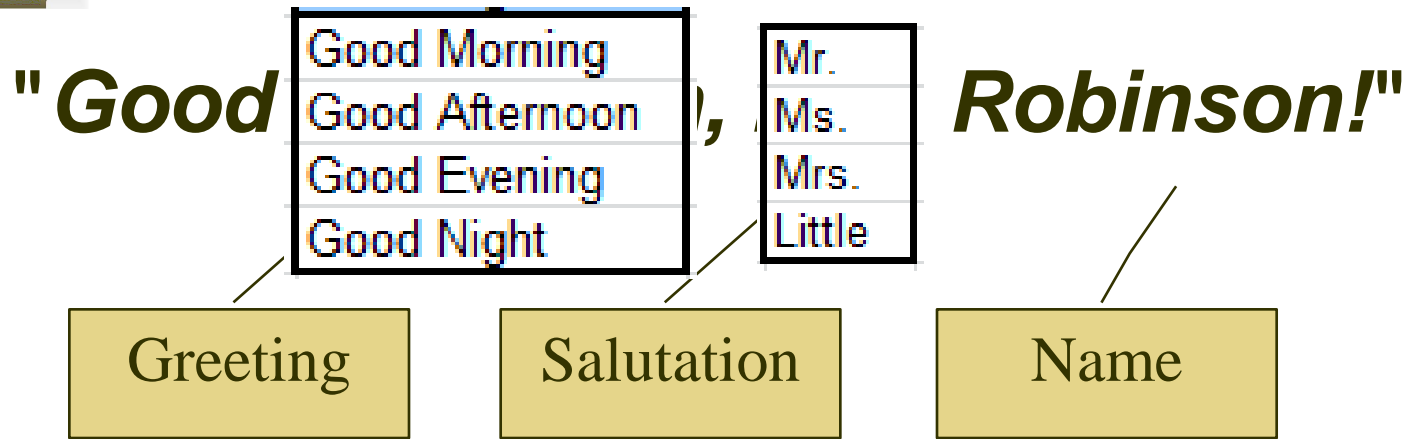 "Good , Robinson!"
Good Morning
Good Afternoon
Good Evening
Good Night
Mr.
Ms.
Mrs.
Little
Greeting
Salutation
Name